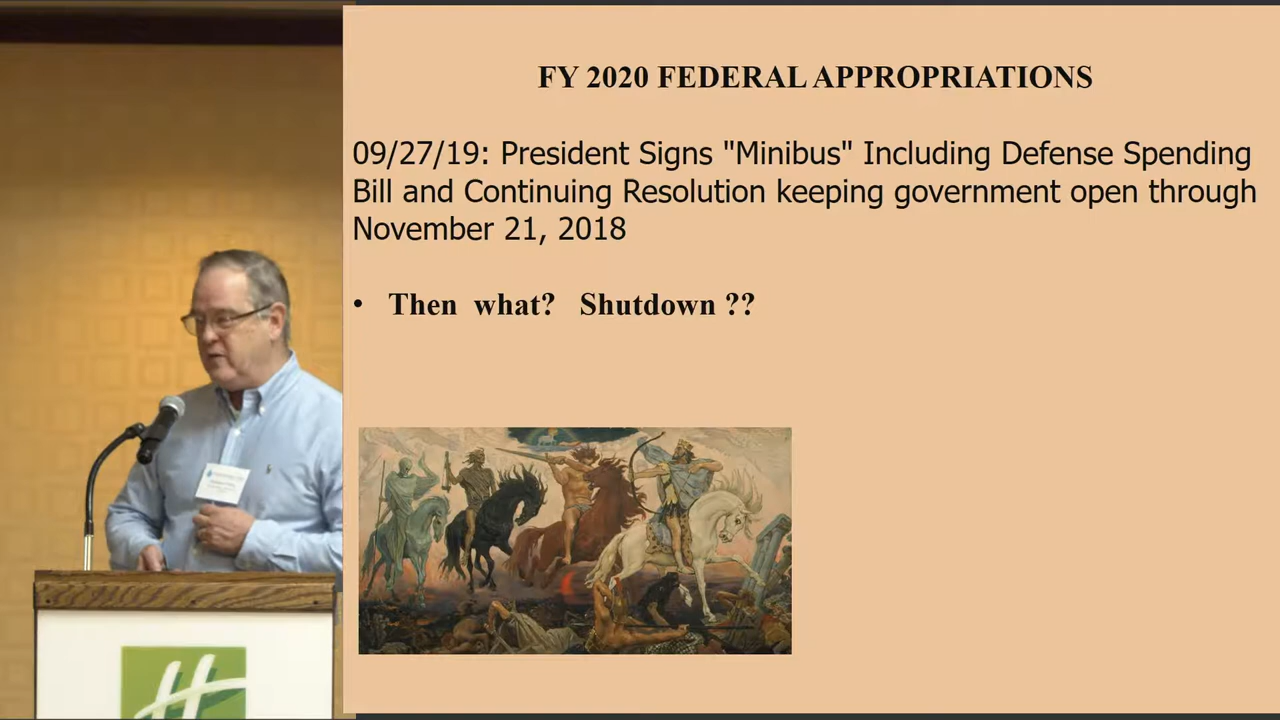 FY 2020 FEDERAL APPROPRIATIONS
09/27/19: President Signs "Minibus" Including Defense Spending
Bill and Continuing Resolution keeping government open through
November 21, 2018
• Then what? Shutdown ??